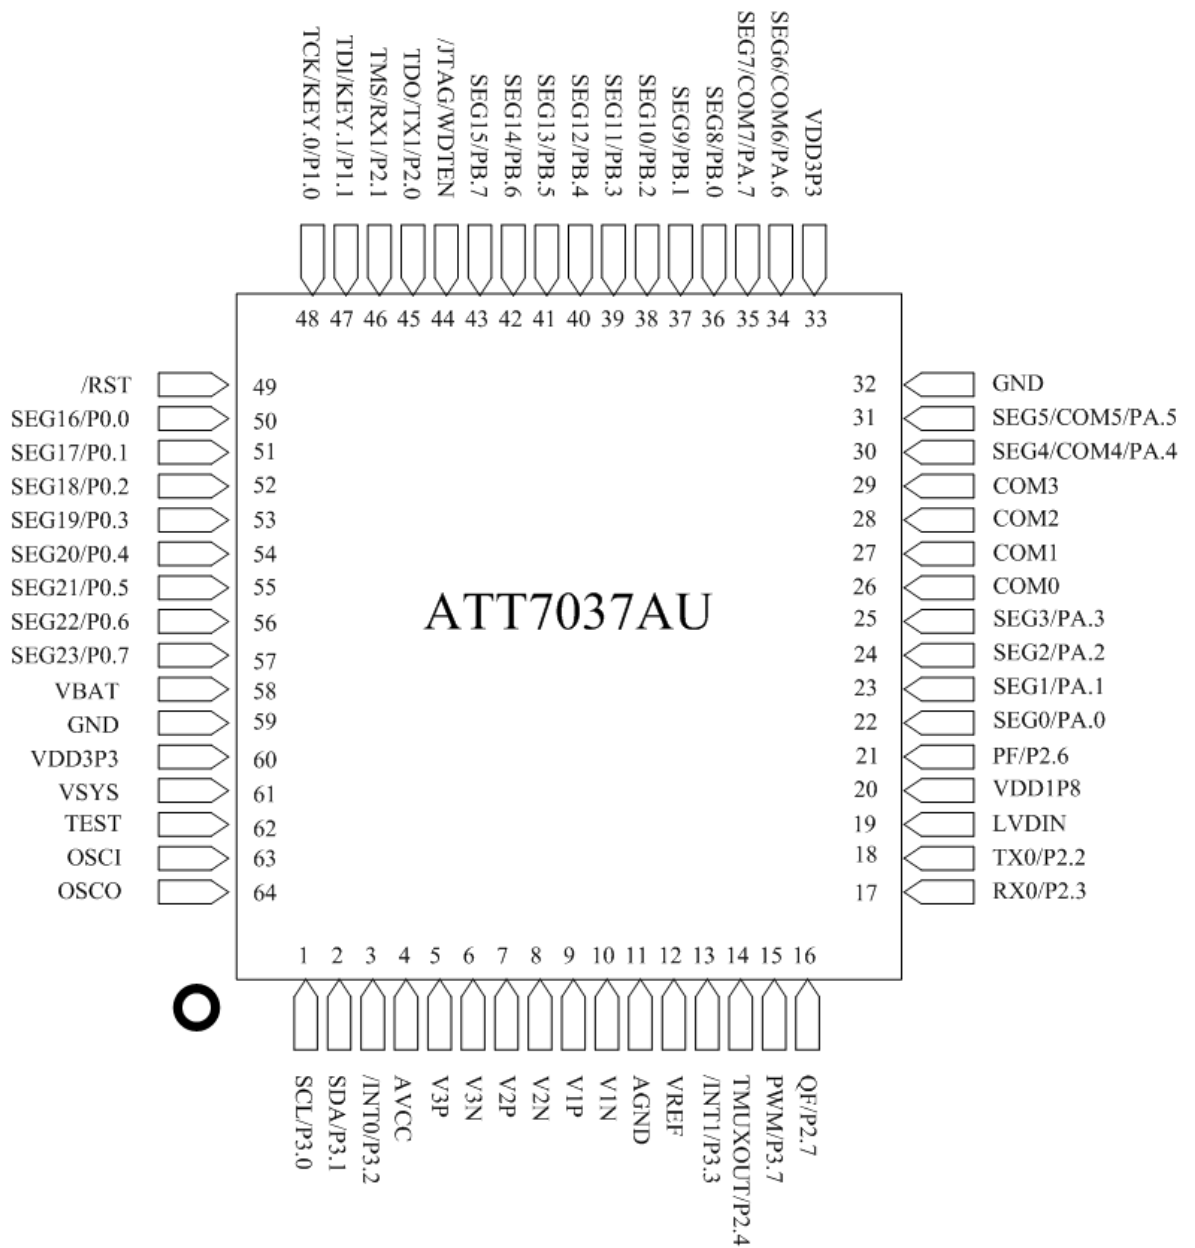 TCK/KEY.0/P1.0
TDI/KEY.1/P1.1
TMS/RX1/P2.1
TDO/TX1/P2.0
/JTAG/WDTEN
SEG15/PB.7
SEG14/PB.6
SEG13/PB.5
SEG12/PB.4
SEG11/PB.3
SEG10/PB.2
SEG9/PB.1
SEG8/PB.0
SEG7/COM7/PA.7
SEG6/COM6/PA.6
VDD3P3
48 47 46 45 44 43 42 41 40 39 38 37 36 35 34 33
/RST 49
SEG16/P0.0 50
SEG17/P0.1 51
SEG18/P0.2 52
SEG19/P0.3 53
SEG20/P0.4 54
SEG21/P0.5 55
SEG22/P0.6 56
SEG23/P0.7 57
VBAT 58
GND 59
VDD3P3 60
VSYS 61
TEST 62
OSCI 63
OSCO 64
ATT7037AU
32 GND
31 SEG5/COM5/PA.5
30 SEG4/COM4/PA.4
29 COM3
28 COM2
27 COM1
26 COM0
25 SEG3/PA.3
24 SEG2/PA.2
23 SEG1/PA.1
22 SEG0/PA.0
21 PF/P2.6
20 VDD1P8
19 LVDIN
18 TX0/P2.2
17 RX0/P2.3
1 2 3 4 5 6 7 8 9 10 11 12 13 14 15 16
SCL/P3.0
SDA/P3.1
/INT0/P3.2
AVCC
V3P
V3N
V2P
V2N
V1P
V1N
AGND
VREF
/INT1/P3.3
TMUXOUT/P2.4
PWM/P3.7
QF/P2.7